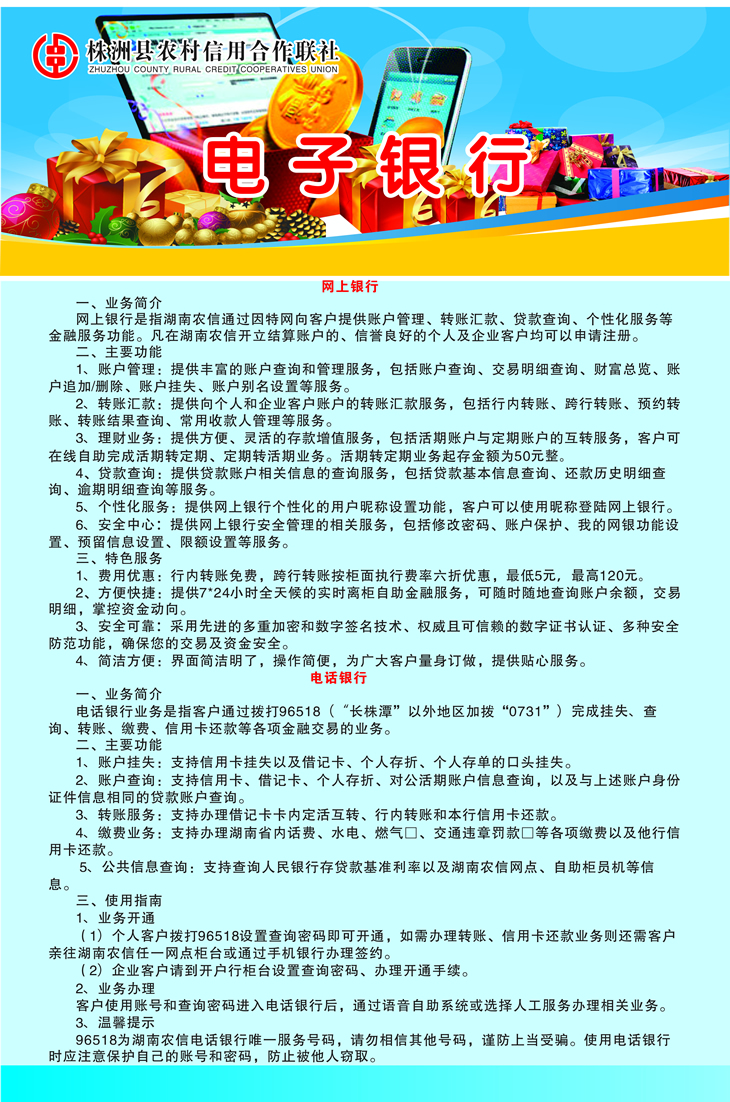 株洲县农村信用合作联社
ZHUZHOU COUNTY RURAL CREDIT COOPERATIVES UNION
电子银行
网上银行
一、业务简介
网上银行是指湖南农信通过因特网向客户提供账户管理、转账汇款、贷款查询、个性化服务等
金融服务功能。凡在湖南农信开立结算账户的、信誉良好的个人及企业客户均可以申请注册。
二、主要功能
1、账户管理：提供丰富的账户查询和管理服务，包括账户查询、交易明细查询、财富总览、账
户追加/删除、账户挂失、账户别名设置等服务。
2、转账汇款：提供向个人和企业客户账户的转账汇款服务，包括行内转账、跨行转账、预约转
账、转账结果查询、常用收款人管理等服务。
3、理财业务：提供方便、灵活的存款增值服务，包括活期账户与定期账户的互转服务，客户可
在线自助完成活期转定期、定期转活期业务。活期转定期业务起存金额为50元整。
4、贷款查询：提供贷款账户相关信息的查询服务，包括贷款基本信息查询、还款历史明细查
询、逾期明细查询等服务。
5、个性化服务：提供网上银行个性化的用户昵称设置功能，客户可以使用昵称登陆网上银行。
6、安全中心：提供网上银行安全管理的相关服务，包括修改密码、账户保护、我的网银功能设
置、预留信息设置、限额设置等服务。
三、特色服务
1、费用优惠：行内转账免费，跨行转账按柜面执行费率六折优惠，最低5元，最高120元。
2、方便快捷：提供7*24小时全天候的实时离柜自助金融服务，可随时随地查询账户余额，交易
明细，掌控资金动向。
3、安全可靠：采用先进的多重加密和数字签名技术、权威且可信赖的数字证书认证、多种安全
防范功能，确保您的交易及资金安全。
4、简洁方便：界面简洁明了，操作简便，为广大客户量身订做，提供贴心服务。
电话银行
一、业务简介
电话银行业务是指客户通过拨打96518（“长株潭”以外地区加拨“0731”）完成挂失、查
询、转账、缴费、信用卡还款等各项金融交易的业务。
二、主要功能
1、账户挂失：支持信用卡挂失以及借记卡、个人存折、个人存单的口头挂失。
2、账户查询：支持信用卡、借记卡、个人存折、对公活期账户信息查询，以及与上述账户身份
证件信息相同的贷款账户查询。
3、转账服务：支持办理借记卡卡内定活互转、行内转账和本行信用卡还款。
4、缴费业务：支持办理湖南省内话费、水电、燃气□、交通违章罚款□等各项缴费以及他行信
用卡还款。
5、公共信息查询：支持查询人民银行存贷款基准利率以及湖南农信网点、自助柜员机等信
息。
三、使用指南
1、业务开通
（1）个人客户拨打96518设置查询密码即可开通，如需办理转账、信用卡还款业务则还需客户
亲往湖南农信任一网点柜台或通过手机银行办理签约。
（2）企业客户请到开户行柜台设置查询密码、办理开通手续。
2、业务办理
客户使用账号和查询密码进入电话银行后，通过语音自助系统或选择人工服务办理相关业务。
3、温馨提示
96518为湖南农信电话银行唯一服务号码，请勿相信其他号码，谨防上当受骗。使用电话银行
时应注意保护自己的账号和密码，防止被他人窃取。